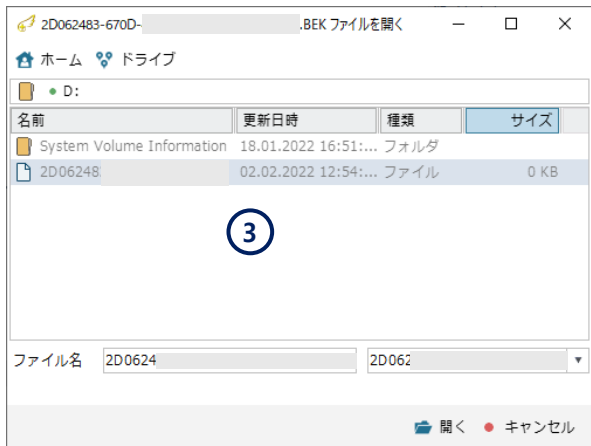 2D062483-670D- .BEK ファイルを開く
ホーム ドライブ
D:
名前 更新日時 種類 サイズ
System Volume Information 18.01.2022 16:51:... フォルダ
2D06248 02.02.2022 12:54:... ファイル 0 KB
3
ファイル名 2D0624 2D062
開く キャンセル